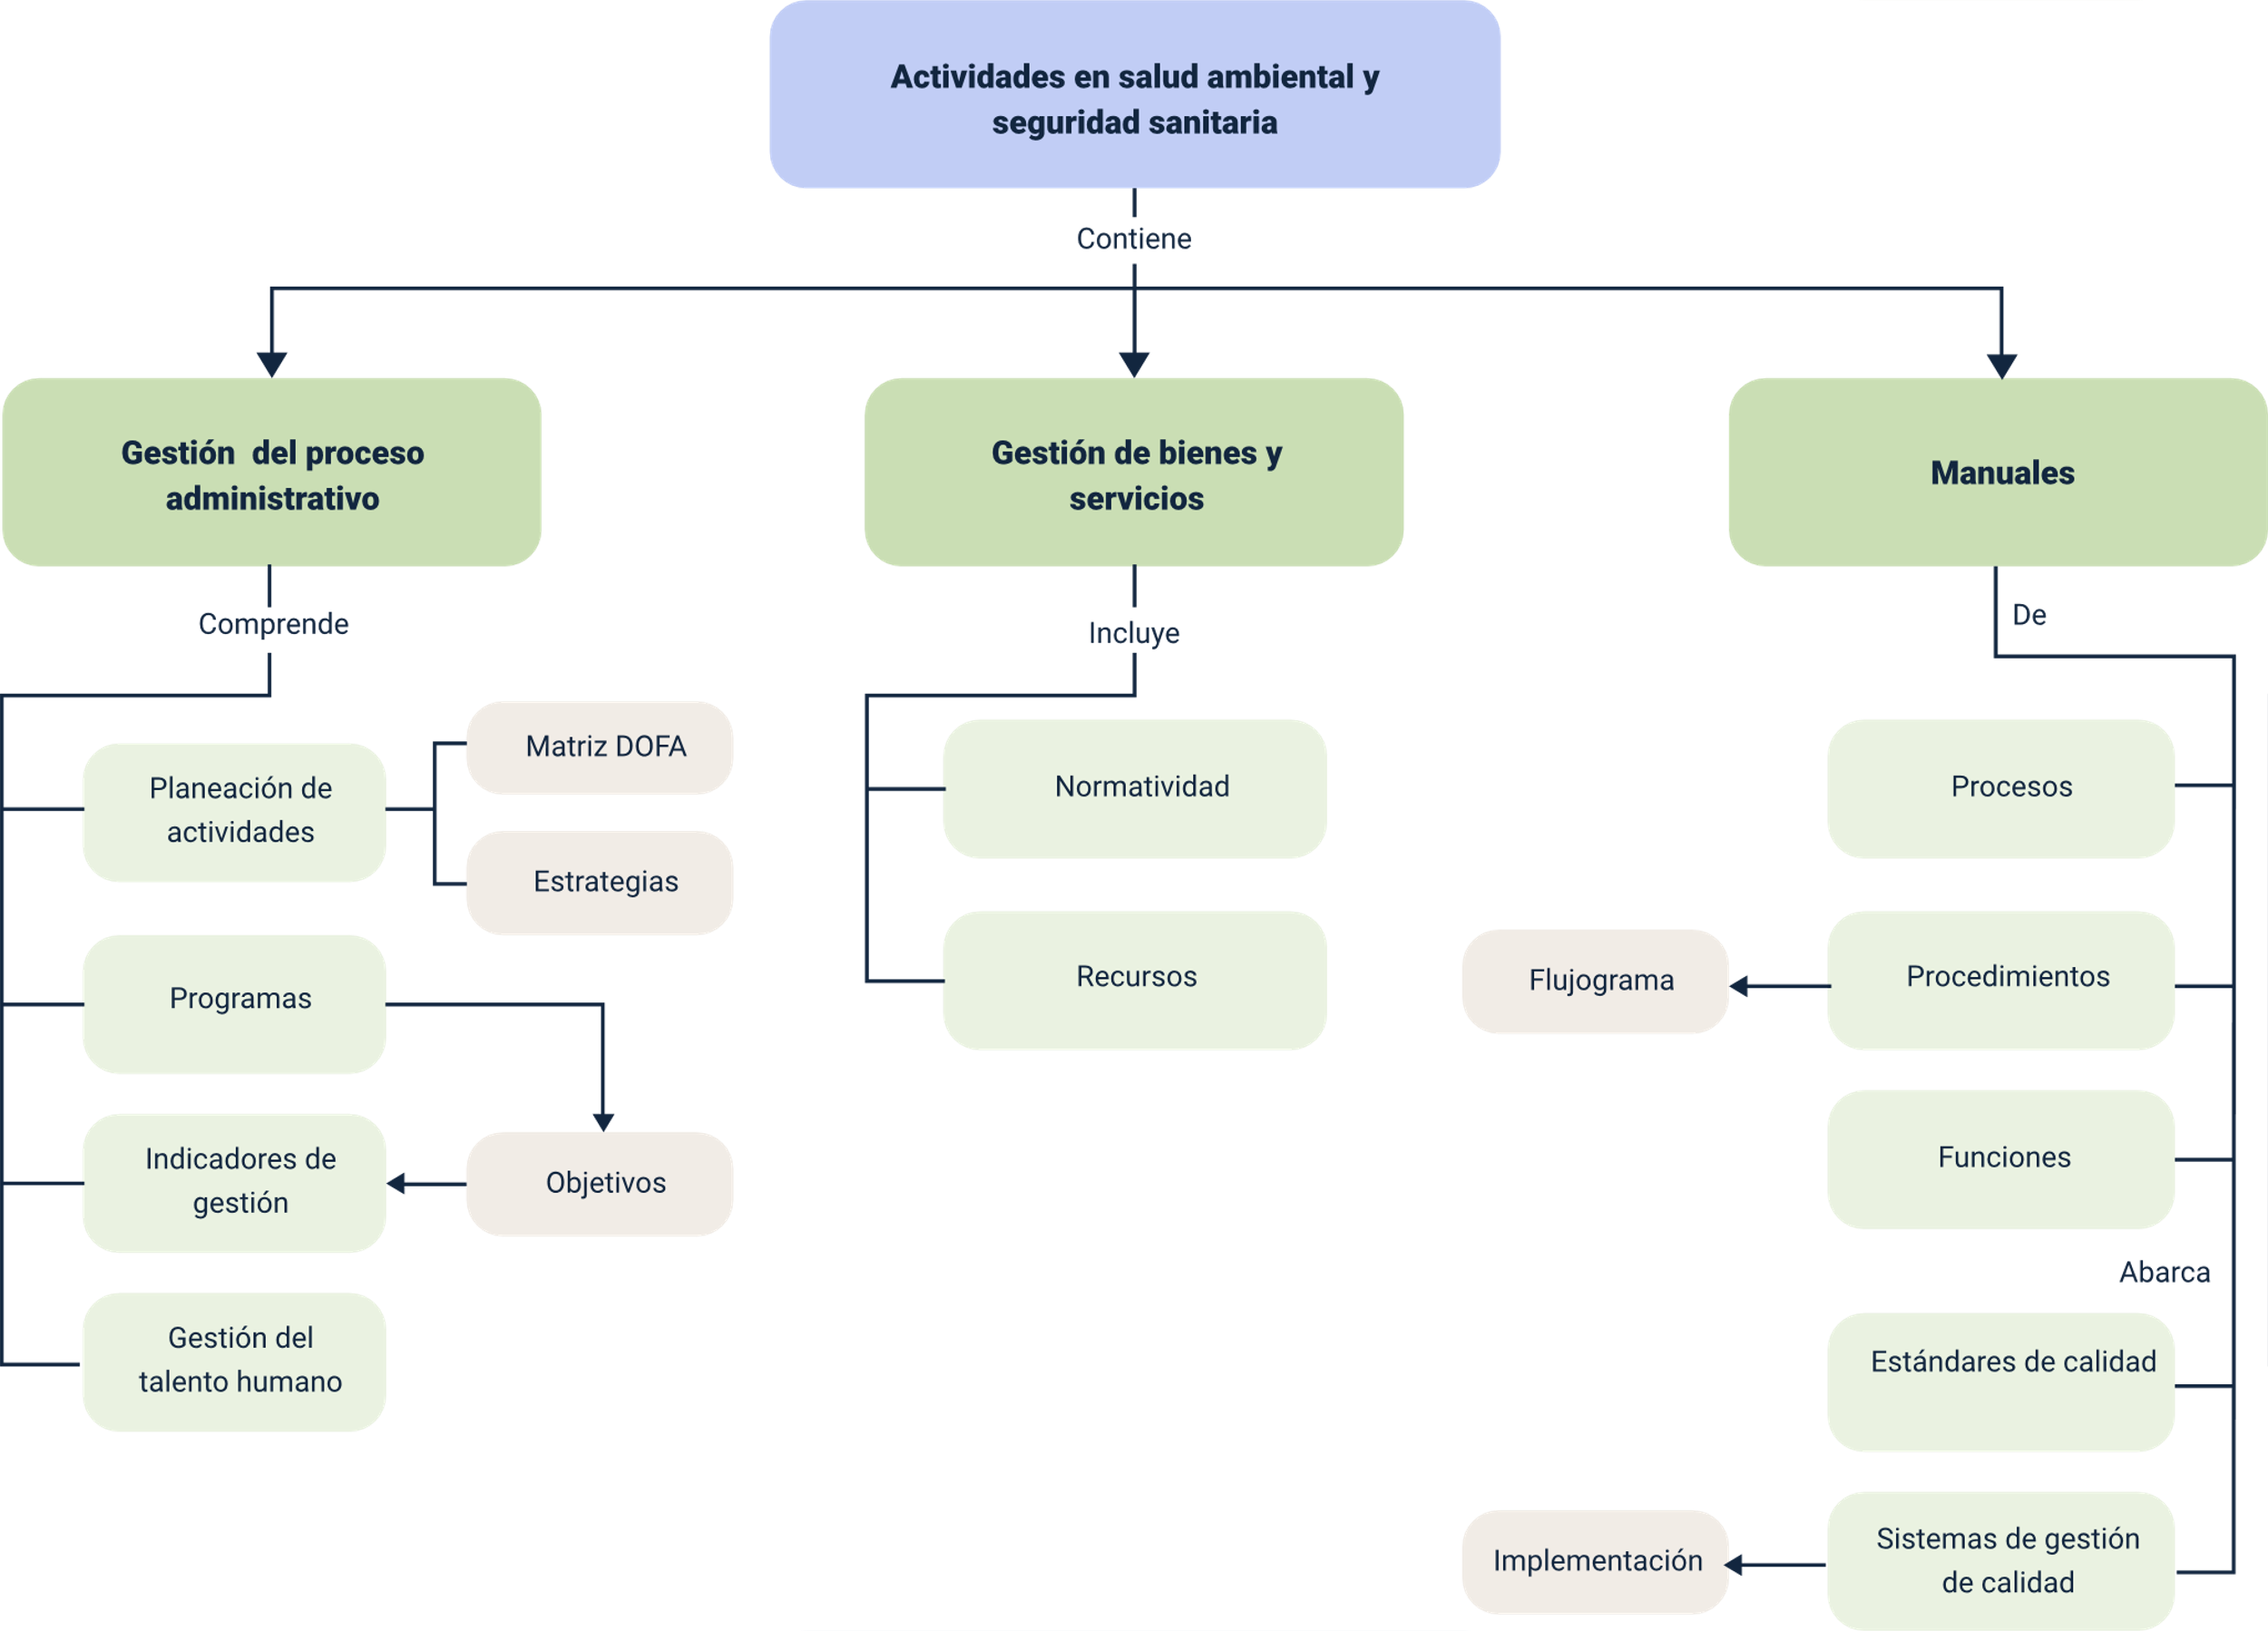 Actividades en salud ambiental y
seguridad sanitaria
Contiene
Gestión del proceso
administrativo
Gestión de bienes y
servicios
Manuales
Comprende
Incluye
De
Planeación de
actividades
Matriz DOFA
Estrategias
Programas
Objetivos
Indicadores de
gestión
Gestión del
talento humano
Normatividad
Recursos
Procesos
Procedimientos
Flujograma
Funciones
Abarca
Estándares de calidad
Sistemas de gestión
de calidad
Implementación